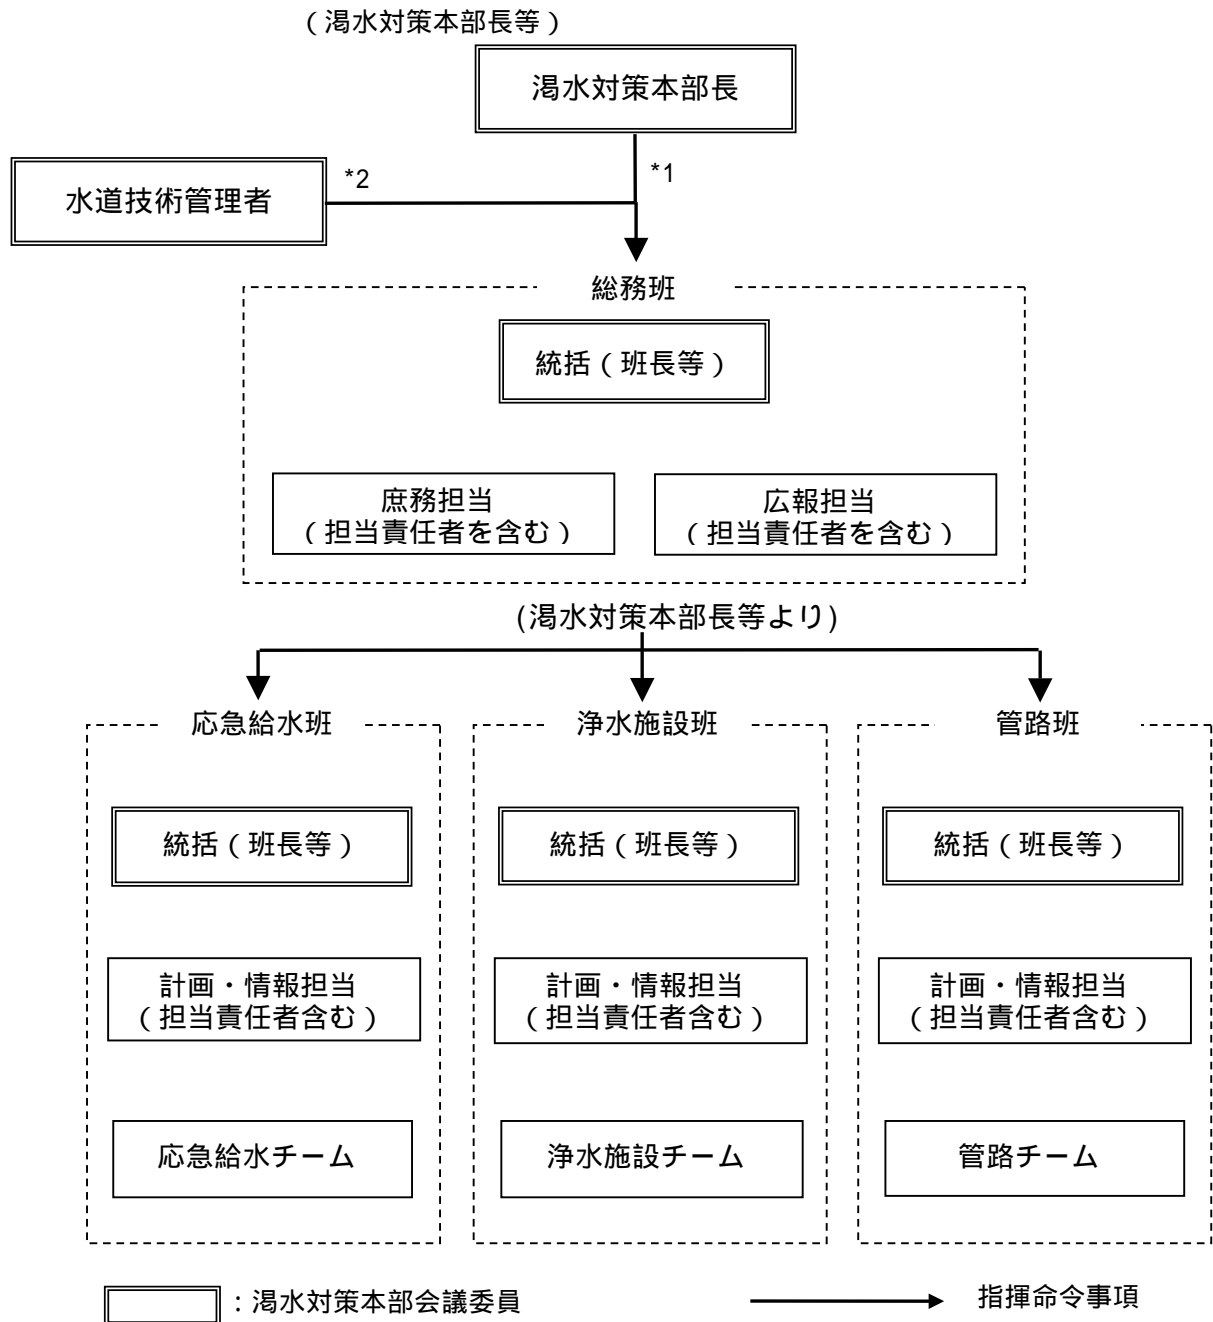 （渇水対策本部長等）
渇水対策本部長
*1
*2
水道技術管理者
総務班
統括（班長等）
庶務担当
（担当責任者を含む）
広報担当
（担当責任者を含む）
(渇水対策本部長等より)
応急給水班
統括（班長等）
計画・情報担当
（担当責任者含む）
応急給水チーム
浄水施設班
統括（班長等）
計画・情報担当
（担当責任者含む）
浄水施設チーム
管路班
統括（班長等）
計画・情報担当
（担当責任者含む）
管路チーム
：渇水対策本部会議委員
指揮命令事項